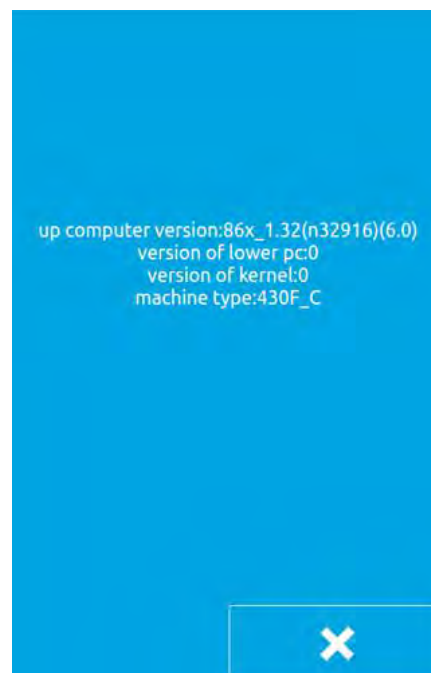 up computer version:86x_1.32(n32916)(6.0)
version of lower pc:0
version of kernel:0
machine type:430F_C